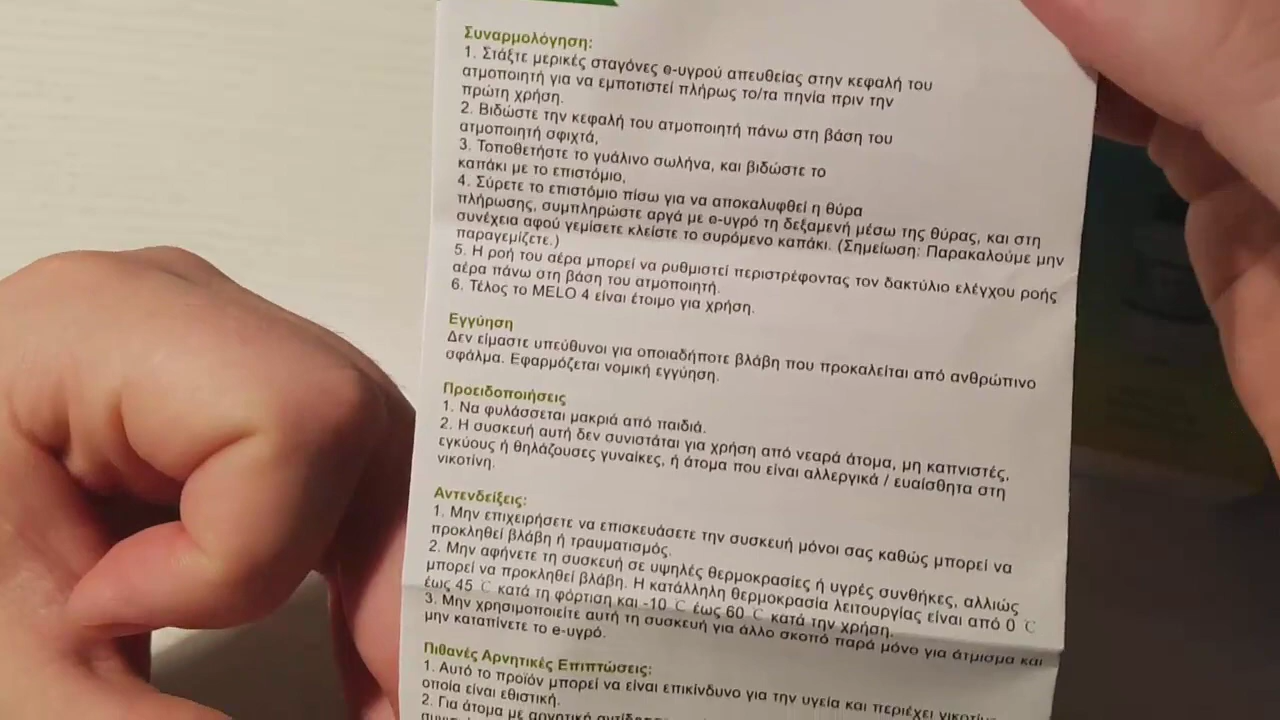 Συναρμολόγηση:
1. Στάξτε μερικές σταγόνες e-υγρού απευθείας στην κεφαλή του
ατμοποιητή για να εμποτιστεί πλήρως το/τα πηνία πριν την
πρώτη χρήση.
2. Βιδώστε την κεφαλή του ατμοποιητή πάνω στη βάση του
ατμοποιητή σφιχτά,
3. Τοποθετήστε το γυάλινο σωλήνα, και βιδώστε το
καπάκι με το επιστόμιο,
4. Σύρετε το επιστόμιο πίσω για να αποκαλυφθεί η θύρα
πλήρωσης, συμπληρώστε αργά με e-υγρό τη δεξαμενή μέσω της θύρας, και στη
συνέχεια αφού γεμίσετε κλείστε το συρόμενο καπάκι. (Σημείωση: Παρακαλούμε μην
παραγεμίζετε.)
5. Η ροή του αέρα μπορεί να ρυθμιστεί περιστρέφοντας τον δακτύλιο ελέγχου ροής
αέρα πάνω στη βάση του ατμοποιητή.
6. Τέλος το MELO 4 είναι έτοιμο για χρήση.
Εγγύηση
Δεν είμαστε υπεύθυνοι για οποιαδήποτε βλάβη που προκαλείται από ανθρώπινο
σφάλμα. Εφαρμόζεται νομική εγγύηση.
Προειδοποιήσεις
1. Να φυλάσσεται μακριά από παιδιά.
2. Η συσκευή αυτή δεν συνιστάται για χρήση από νεαρά άτομα, μη καπνιστές,
εγκύους ή θηλάζουσες γυναίκες, ή άτομα που είναι αλλεργικά / ευαίσθητα στη
νικοτίνη.
Αντενδείξεις:
1. Μην επιχειρήσετε να επισκευάσετε την συσκευή μόνοι σας καθώς μπορεί να
προκληθεί βλάβη ή τραυματισμός.
2. Μην αφήνετε τη συσκευή σε υψηλές θερμοκρασίες ή υγρές συνθήκες, αλλιώς
μπορεί να προκληθεί βλάβη. Η κατάλληλη θερμοκρασία λειτουργίας είναι από 0 ℃
έως 45 ℃ κατά τη φόρτιση και -10 ℃ έως 60 ℃ κατά την χρήση.
3. Μην χρησιμοποιείτε αυτή τη συσκευή για άλλο σκοπό παρά μόνο για άτμισμα και
μην καταπίνετε το e-υγρό.
Πιθανές Αρνητικές Επιπτώσεις:
1. Αυτό το προϊόν μπορεί να είναι επικίνδυνο για την υγεία και περιέχει
οποία είναι εθιστική.
2. Για άτομα με